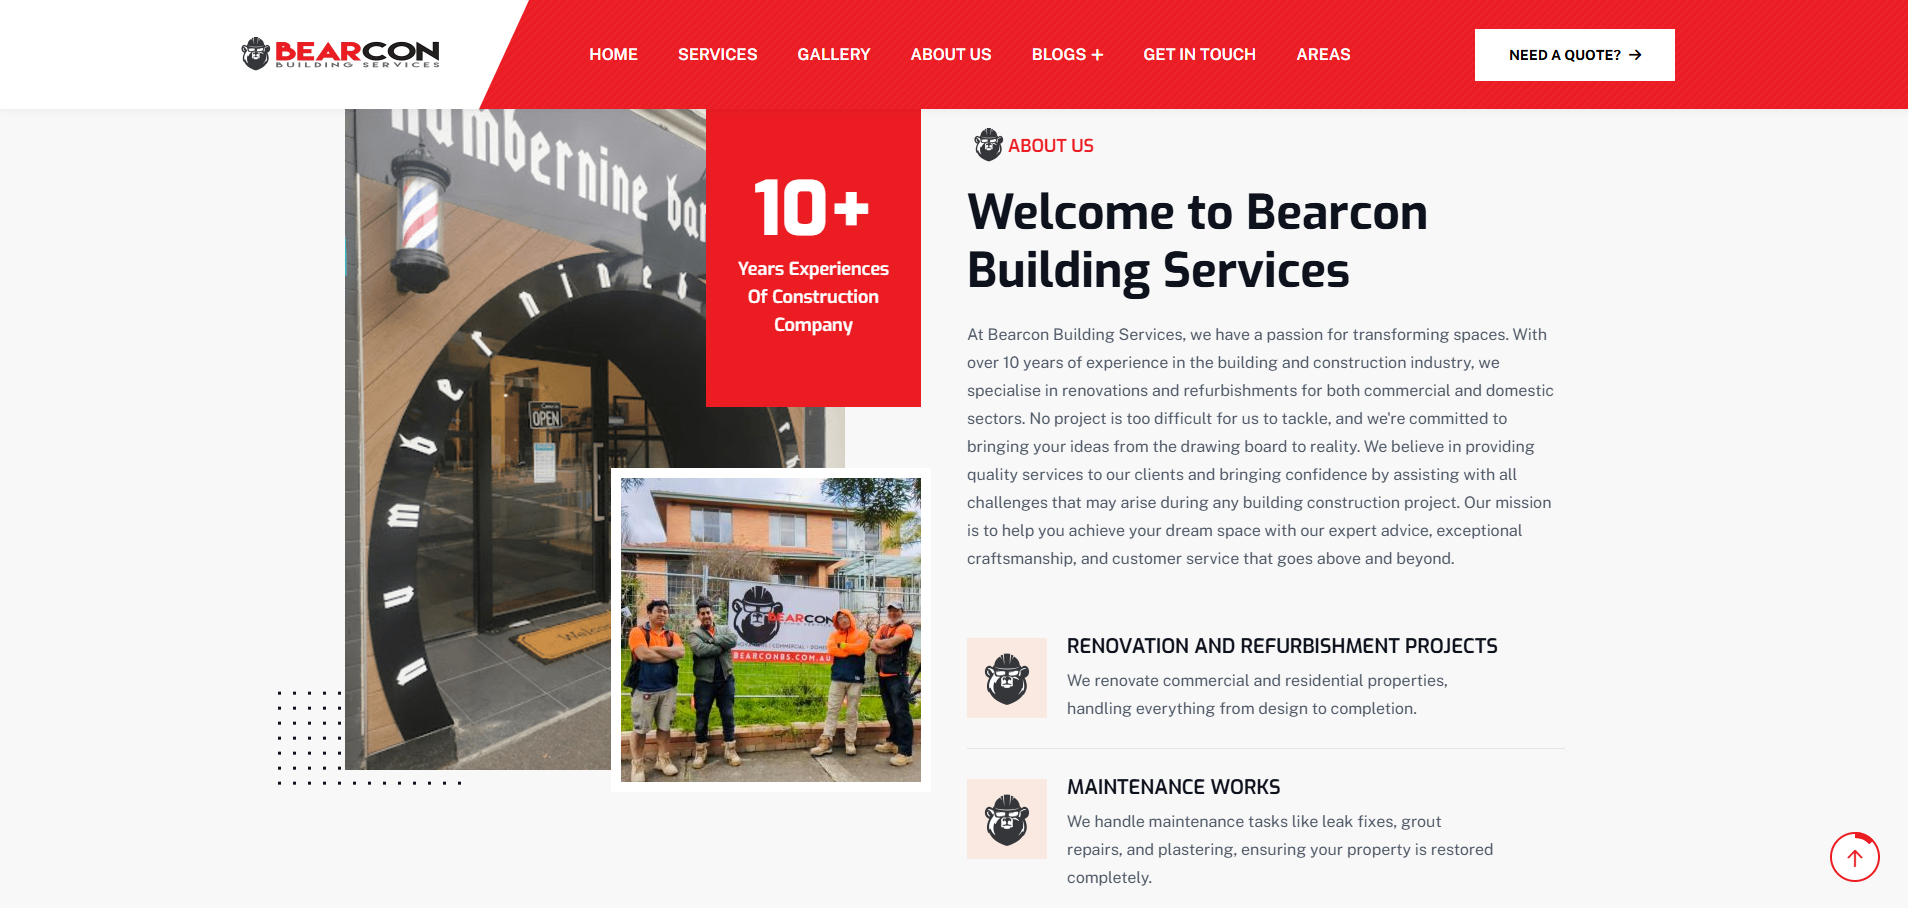 BEARCON
BUILDING SERVICES
HOME SERVICES GALLERY ABOUT US BLOGS + GET IN TOUCH AREAS
NEED A QUOTE? →
numbernine
OPEN
10+
Years Experiences
Of Construction
Company
BEARCON
BEARCONBS.COM.AU
ABOUT US
Welcome to Bearcon
Building Services
At Bearcon Building Services, we have a passion for transforming spaces. With
over 10 years of experience in the building and construction industry, we
specialise in renovations and refurbishments for both commercial and domestic
sectors. No project is too difficult for us to tackle, and we're committed to
bringing your ideas from the drawing board to reality. We believe in providing
quality services to our clients and bringing confidence by assisting with all
challenges that may arise during any building construction project. Our mission
is to help you achieve your dream space with our expert advice, exceptional
craftsmanship, and customer service that goes above and beyond.
RENOVATION AND REFURBISHMENT PROJECTS
We renovate commercial and residential properties,
handling everything from design to completion.
MAINTENANCE WORKS
We handle maintenance tasks like leak fixes, grout
repairs, and plastering, ensuring your property is restored
completely.